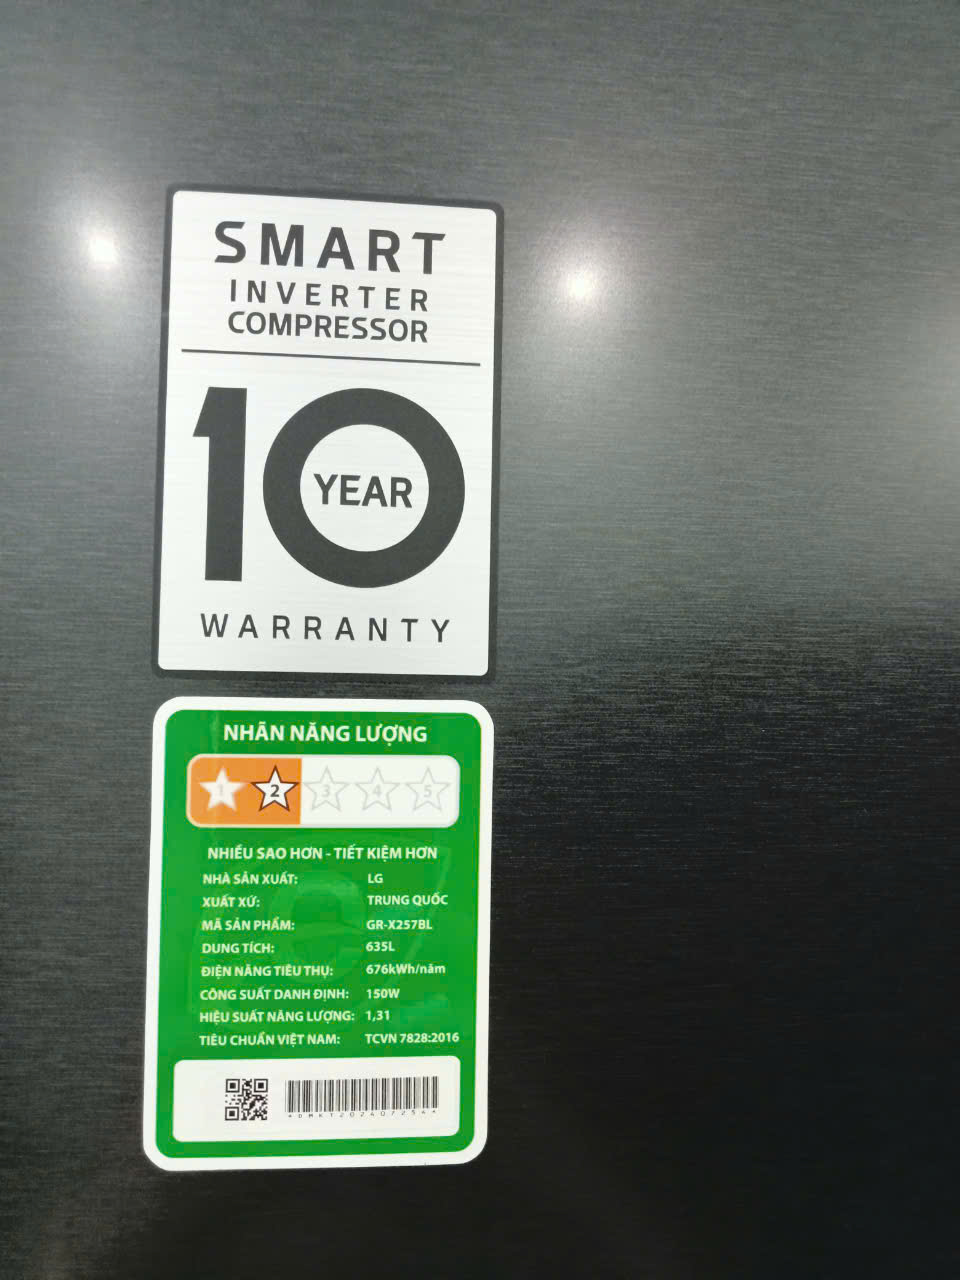 SMART
INVERTER
COMPRESSOR
10
YEAR
WARRANTY
NHÃN NĂNG LƯỢNG
1 2 3 4 5
NHIỀU SAO HƠN - TIẾT KIỆM HƠN
NHÀ SẢN XUẤT: LG
XUẤT XỨ: TRUNG QUỐC
MÃ SẢN PHẨM: GR-X257BL
DUNG TÍCH: 635L
ĐIỆN NĂNG TIÊU THỤ: 676kWh/năm
CÔNG SUẤT DANH ĐỊNH: 150W
HIỆU SUẤT NĂNG LƯỢNG: 1,31
TIÊU CHUẨN VIỆT NAM: TCVN 7828:2016
*DMKT202407254*